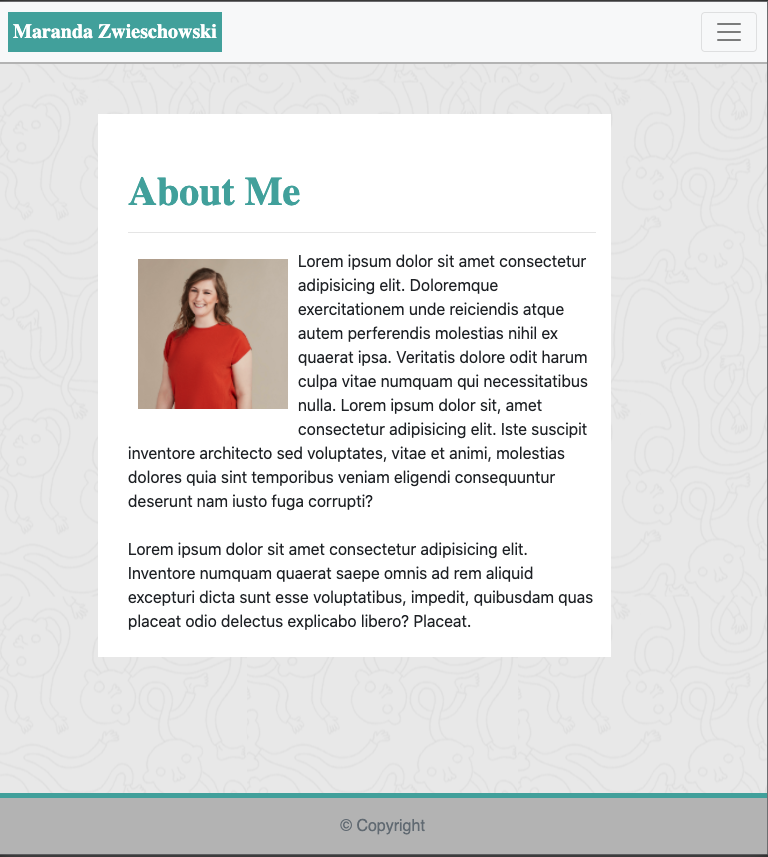 Maranda Zwieschowski
About Me
Lorem ipsum dolor sit amet consectetur
adipisicing elit. Doloremque
exercitationem unde reiciendis atque
autem perferendis molestias nihil ex
quaerat ipsa. Veritatis dolore odit harum
culpa vitae numquam qui necessitatibus
nulla. Lorem ipsum dolor sit, amet
consectetur adipisicing elit. Iste suscipit
inventore architecto sed voluptates, vitae et animi, molestias
dolores quia sint temporibus veniam eligendi consequuntur
deserunt nam iusto fuga corrupti?
Lorem ipsum dolor sit amet consectetur adipisicing elit.
Inventore numquam quaerat saepe omnis ad rem aliquid
excepturi dicta sunt esse voluptatibus, impedit, quibusdam quas
placeat odio delectus explicabo libero? Placeat.
© Copyright